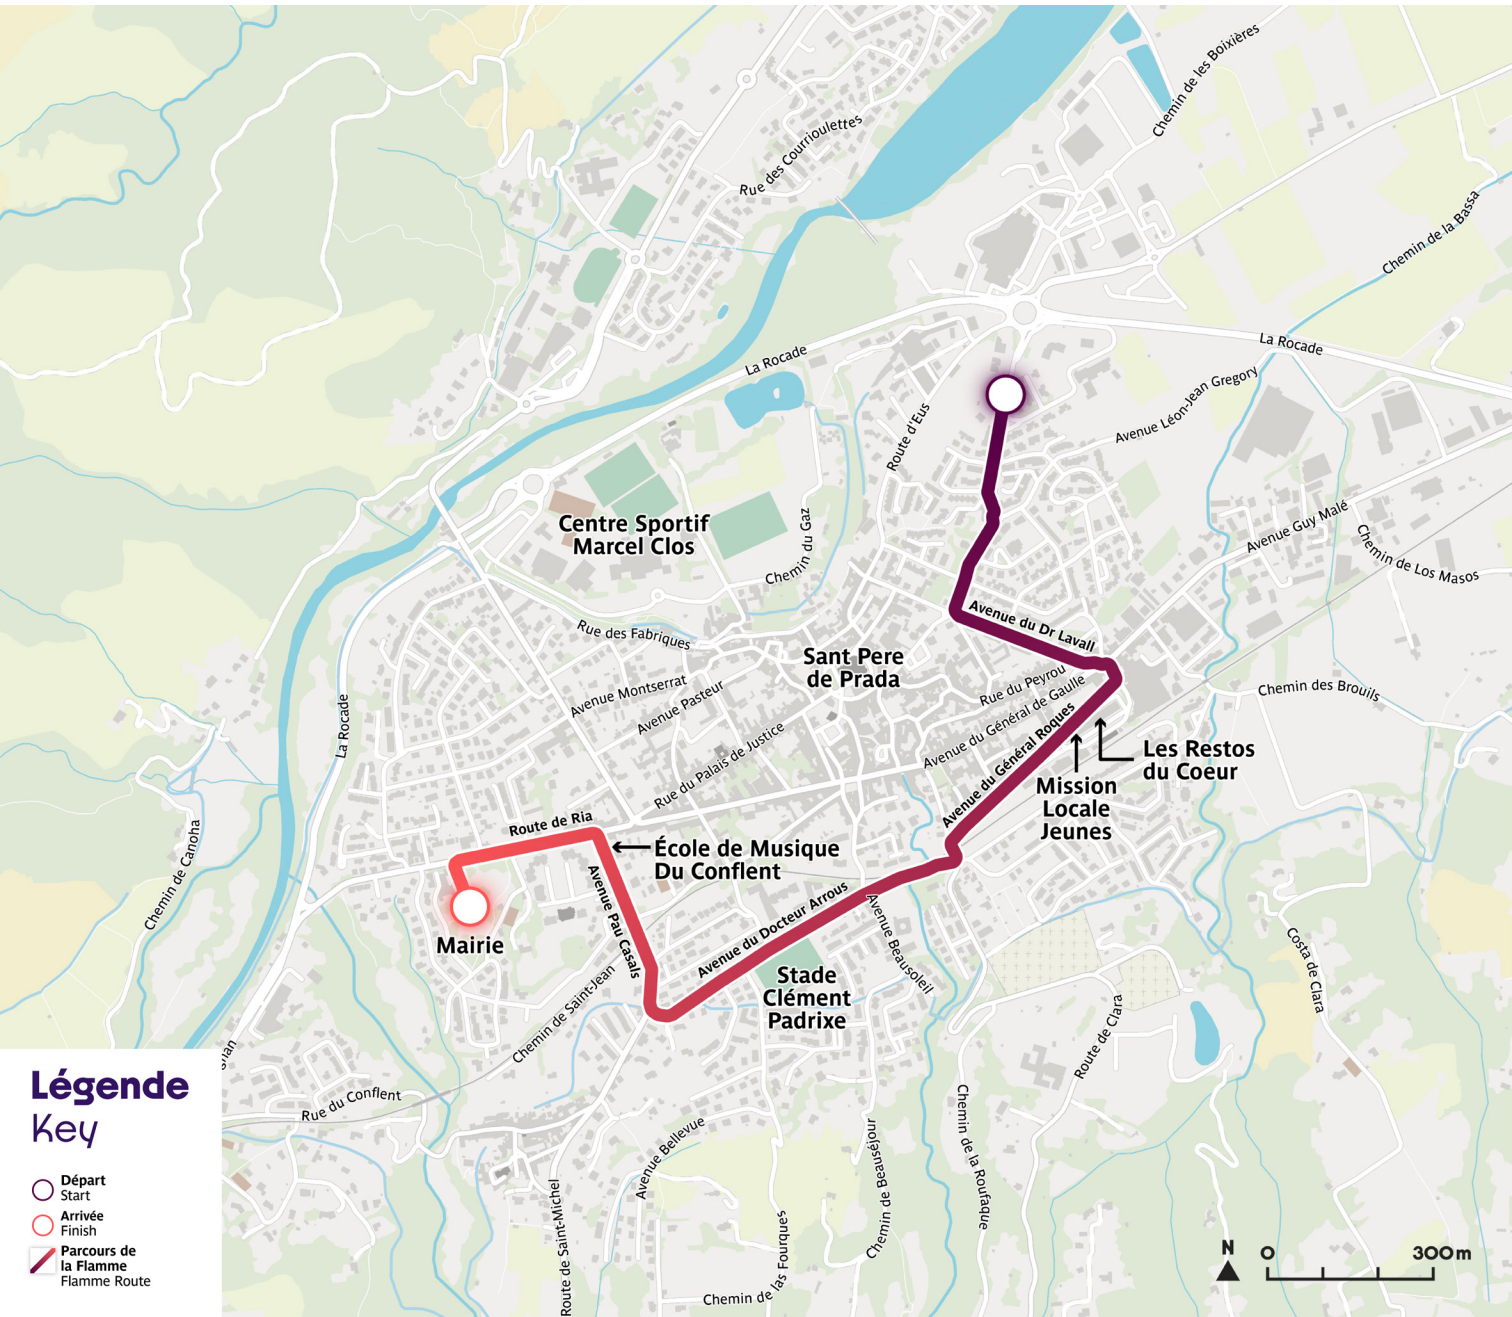 Chemin de les Boixières
Rue des Courrioulettes
Chemin de la Bassa
La Rocade
La Rocade
Avenue Léon-Jean Gregory
Route d'Eus
Avenue Guy Malé
Chemin de Los Masos
Centre Sportif
Marcel Clos
Chemin du Gaz
Rue des Fabriques
Avenue du Dr Lavall
Sant Pere
de Prada
Rue du Peyrou
Avenue du Général de Gaulle
Chemin des Brouils
Avenue Montserrat
Avenue Pasteur
La Rocade
Rue du Palais de Justice
Avenue du Général Roques
Les Restos
du Coeur
Mission
Locale
Jeunes
Route de Ria
École de Musique
Du Conflent
Chemin de Canoha
Avenue Pau Casals
Avenue du Docteur Arrous
Avenue Beausoleil
Mairie
Stade
Clément
Padrixe
Costa de Clara
Chemin de Saint-Jean
Route de Clara
Rue du Conflent
Avenue Bellevue
Chemin de Beauséjour
Chemin de la Roufaque
Route de Saint-Michel
Chemin de las Fourques
Légende
Key
Départ
Start
Arrivée
Finish
Parcours de
la Flamme
Flamme Route
N
0 300m